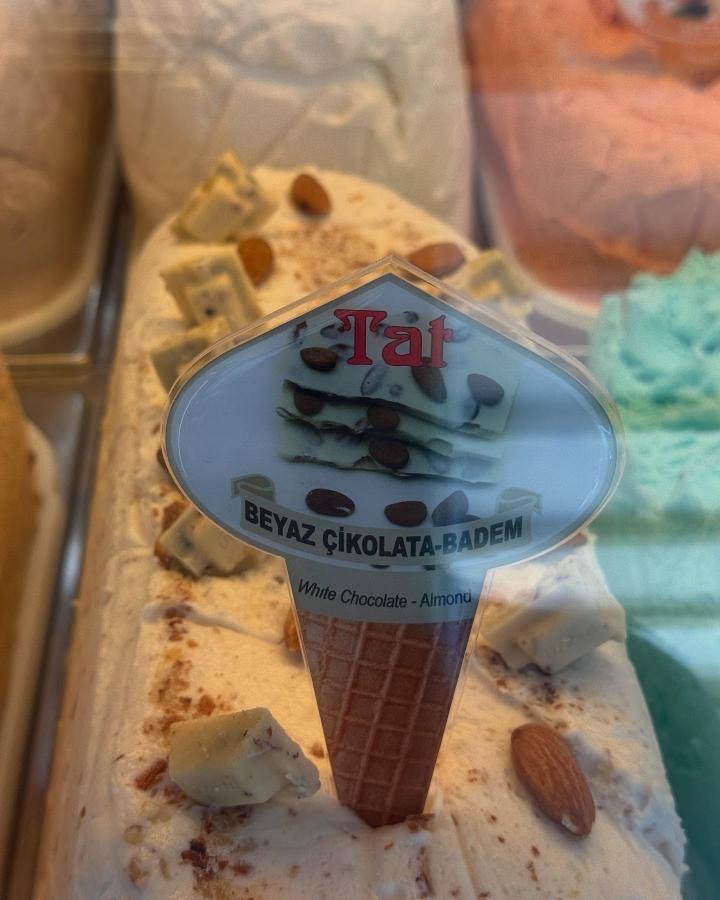 Tat
BEYAZ ÇİKOLATA-BADEM
White Chocolate - Almond